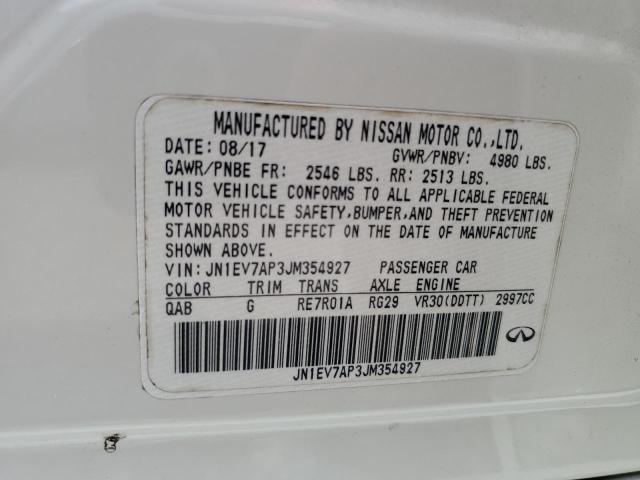 MANUFACTURED BY NISSAN MOTOR CO.,LTD.
DATE: 08/17 GVWR/PNBV: 4980 LBS.
GAWR/PNBE FR: 2546 LBS. RR: 2513 LBS.
THIS VEHICLE CONFORMS TO ALL APPLICABLE FEDERAL
MOTOR VEHICLE SAFETY,BUMPER,AND THEFT PREVENTION
STANDARDS IN EFFECT ON THE DATE OF MANUFACTURE
SHOWN ABOVE.
VIN: JN1EV7AP3JM354927 PASSENGER CAR
COLOR TRIM TRANS AXLE ENGINE
QAB G RE7R01A RG29 VR30(DDTT) 2997CC
JN1EV7AP3JM354927